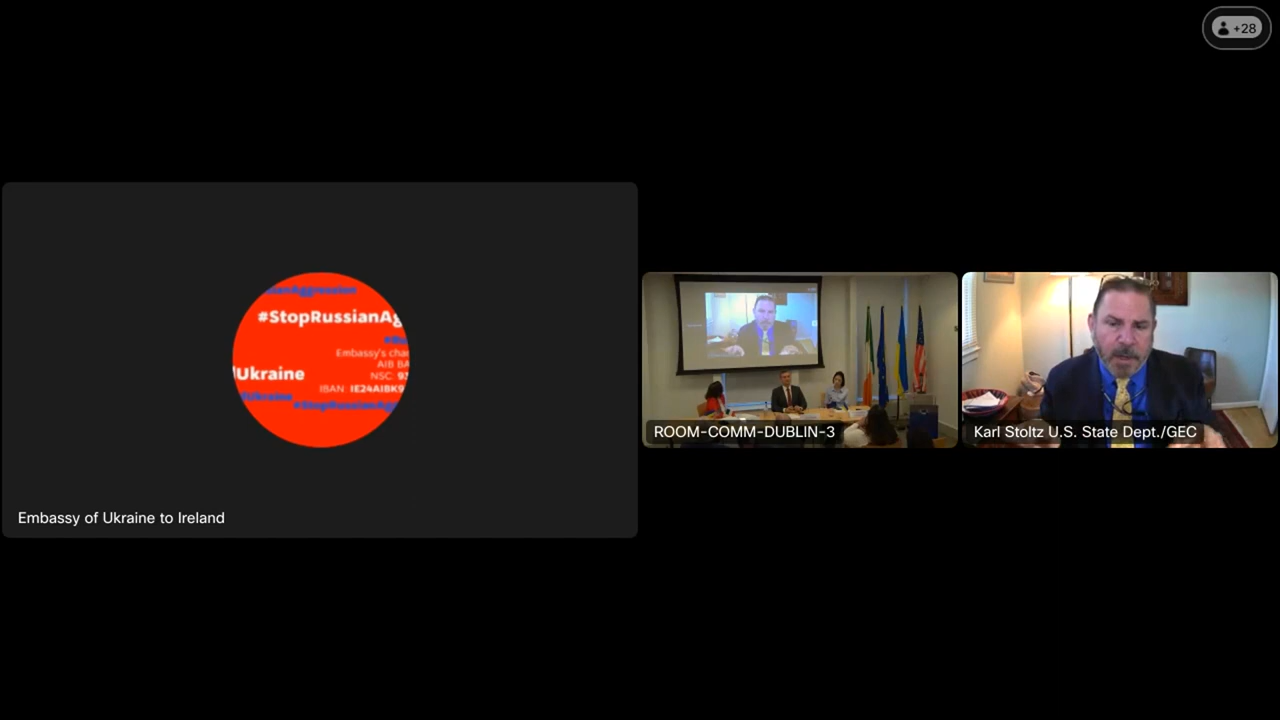 +28
#StopRussianAg
Embassy's cha
AIB BA
NSC: 93
Ukraine
IBAN: IE24AIBK9
Embassy of Ukraine to Ireland
ROOM-COMM-DUBLIN-3
Karl Stoltz U.S. State Dept./GEC